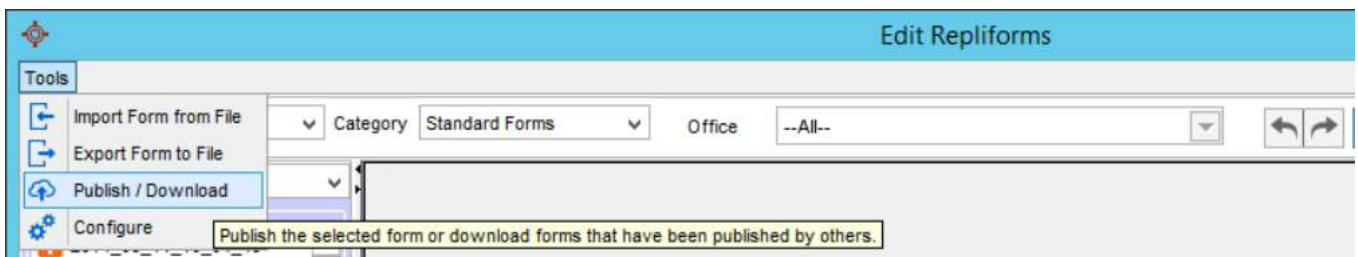 Edit Repliforms
Tools
Import Form from File
Category Standard Forms Office --All--
Export Form to File
Publish / Download
Configure
Publish the selected form or download forms that have been published by others.